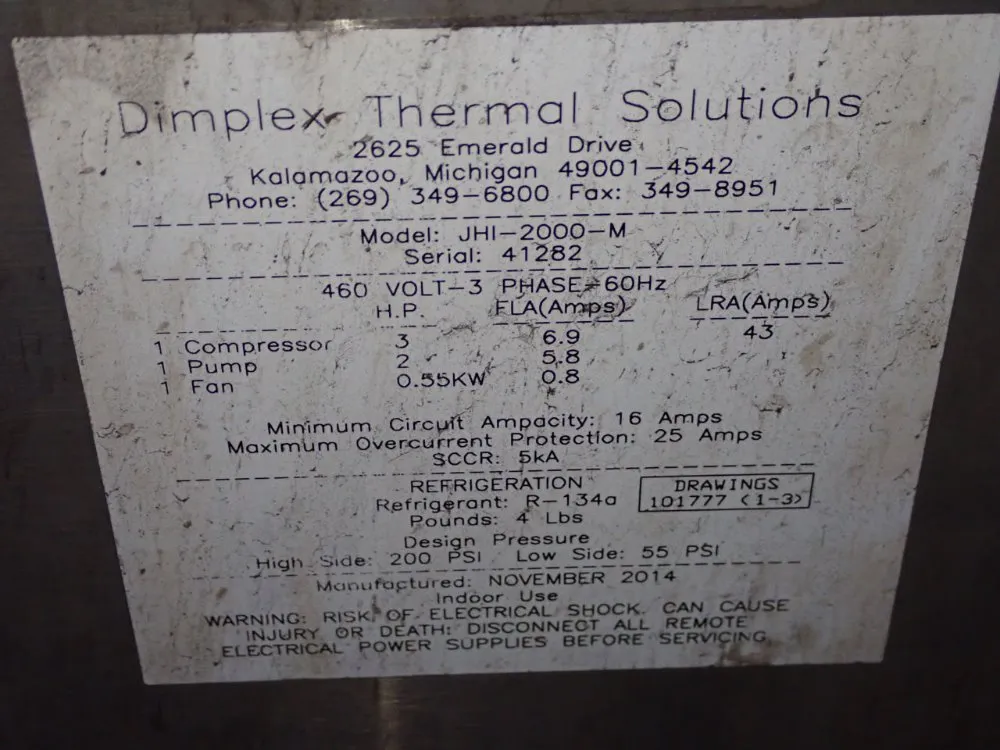 Dimplex Thermal Solutions
2625 Emerald Drive
Kalamazoo, Michigan 49001-4542
Phone: (269) 349-6800 Fax: 349-8951
Model: JHI-2000-M
Serial: 41282
460 VOLT-3 PHASE-60Hz
H.P. FLA(Amps) LRA(Amps)
1 Compressor 3 6.9 43
1 Pump 2 5.8
1 Fan 0.55KW 0.8
Minimum Circuit Ampacity: 16 Amps
Maximum Overcurrent Protection: 25 Amps
SCCR: 5kA
REFRIGERATION
Refrigerant: R-134a
Pounds: 4 Lbs
DRAWINGS
101777 (1-3)
Design Pressure
High Side: 200 PSI Low Side: 55 PSI
Manufactured: NOVEMBER 2014
Indoor Use
WARNING: RISK OF ELECTRICAL SHOCK. CAN CAUSE
INJURY OR DEATH: DISCONNECT ALL REMOTE
ELECTRICAL POWER SUPPLIES BEFORE SERVICING.